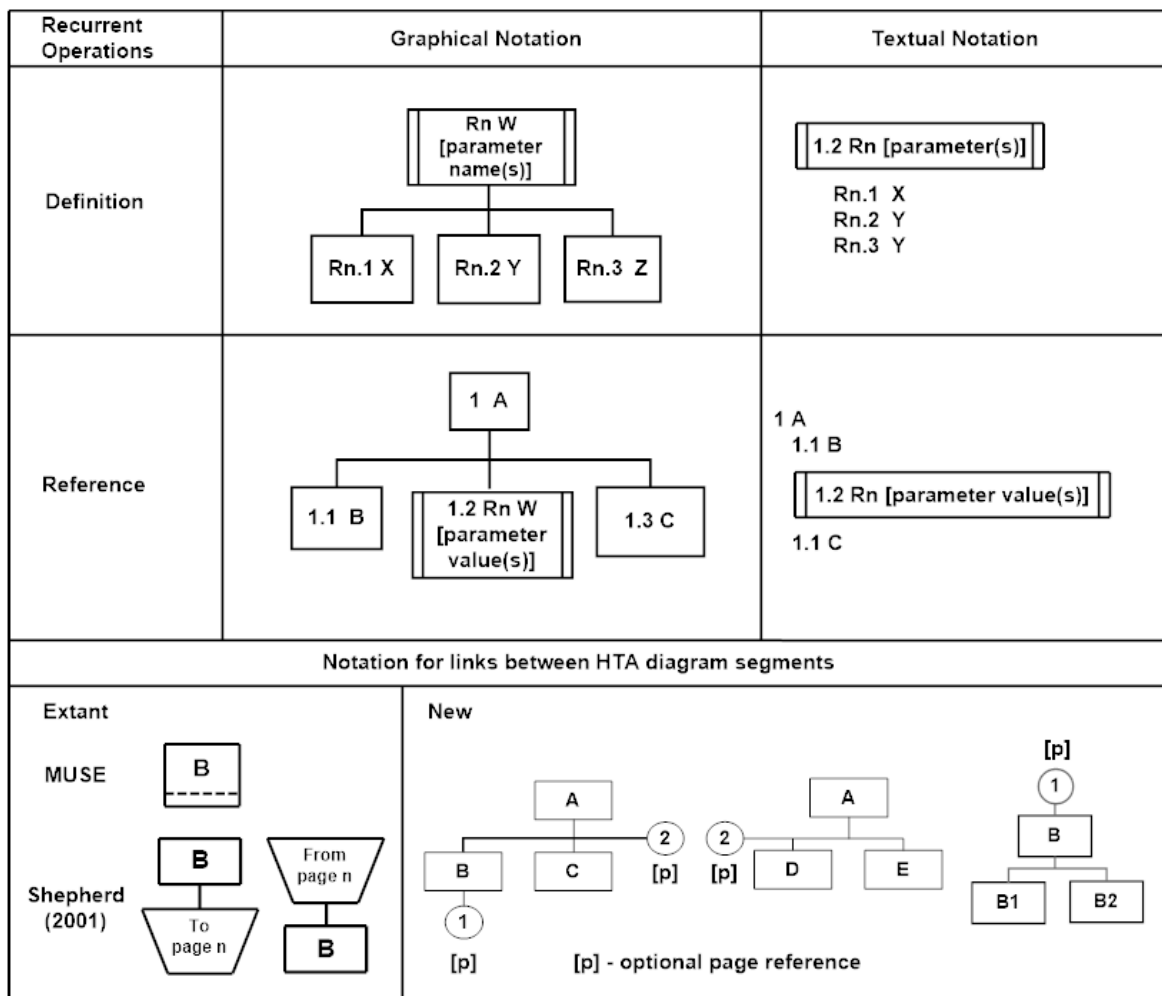 Recurrent
Operations
Graphical Notation
Textual Notation
Definition
Rn W
[parameter
name(s)]
Rn.1 X
Rn.2 Y
Rn.3 Z
1.2 Rn [parameter(s)]
Rn.1 X
Rn.2 Y
Rn.3 Y
Reference
1 A
1.1 B
1.2 Rn W
[parameter
value(s)]
1.3 C
1 A
1.1 B
1.2 Rn [parameter value(s)]
1.1 C
Notation for links between HTA diagram segments
Extant
MUSE
B
Shepherd
(2001)
B
To
page n
From
page n
B
New
A
B
C
2
[p]
1
[p]
A
2
[p]
D
E
[p]
1
B
B1
B2
[p] - optional page reference